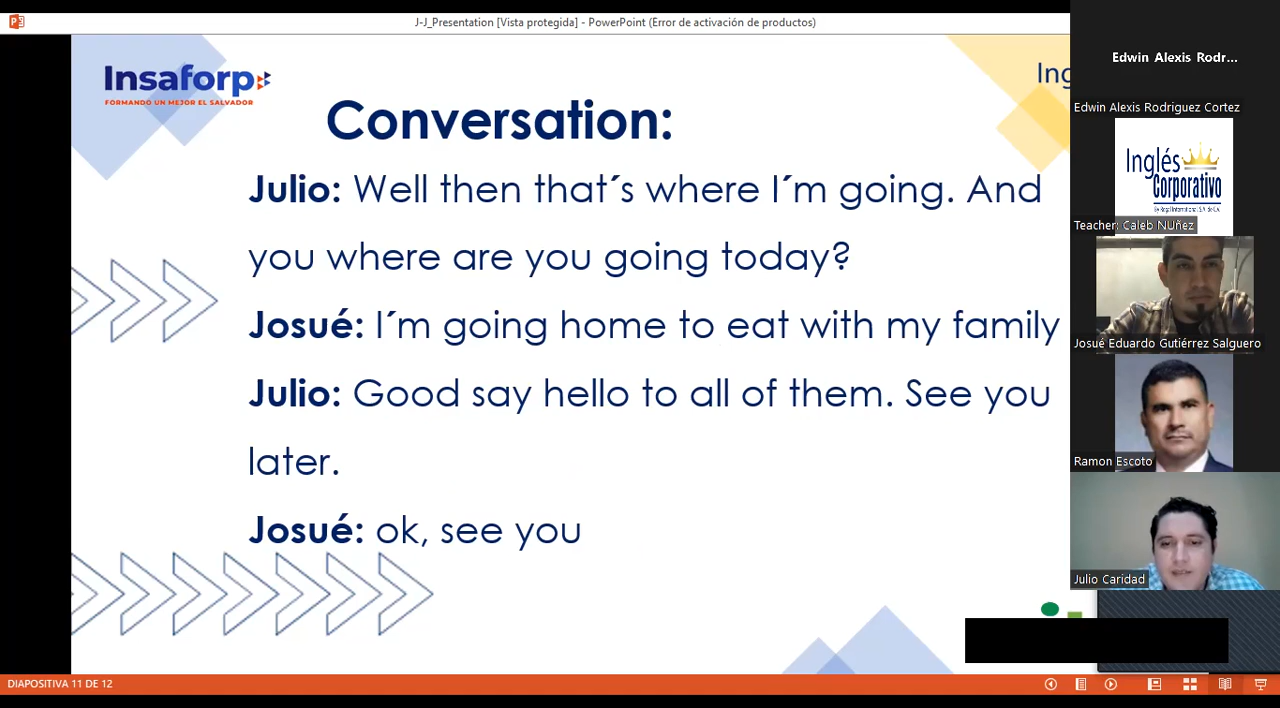 J-J_Presentation [Vista protegida] - PowerPoint (Error de activación de productos)
Insaforp
FORMANDO UN MEJOR EL SALVADOR
Ing
Conversation:
Julio: Well then that´s where I´m going. And
you where are you going today?
Josué: I´m going home to eat with my family
Julio: Good say hello to all of them. See you
later.
Josué: ok, see you
DIAPOSITIVA 11 DE 12
Edwin Alexis Rodr...
Edwin Alexis Rodriguez Cortez
Inglés
Corporativo
Teacher: Caleb NUñez
Josué Eduardo Gutiérrez Salguero
Ramon Escoto
Julio Caridad